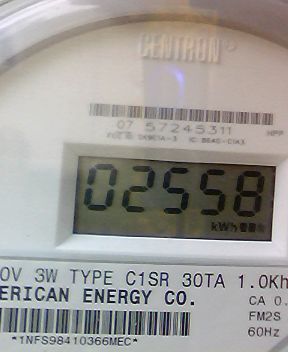 CENTRON
07 57245311
02558
kWh
0V 3W TYPE C1SR 30TA 1.0Kh
ERICAN ENERGY CO.
CA 0.
FM2S
60Hz
*1NFS98410366MEC*